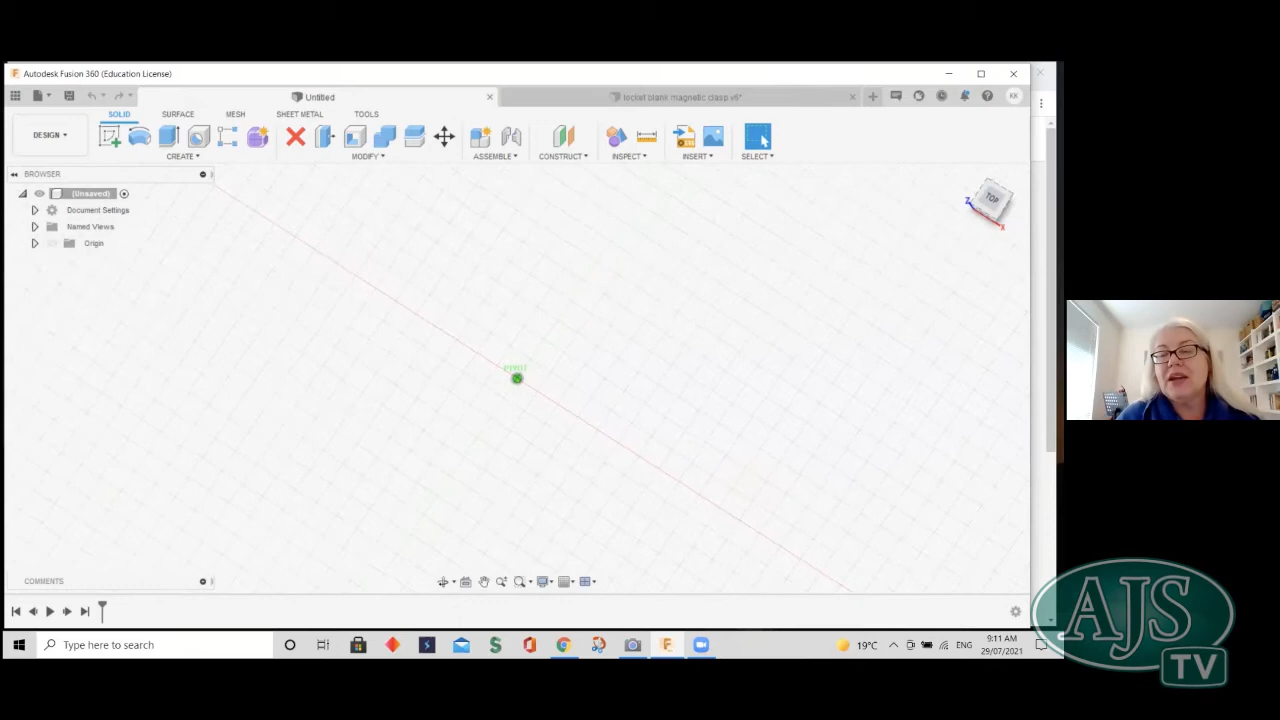 Autodesk Fusion 360 (Education License)
Untitled
locket blank magnetic clasp v6*
KK
SOLID SURFACE MESH SHEET METAL TOOLS
DESIGN
CREATE MODIFY ASSEMBLE CONSTRUCT INSPECT INSERT SELECT
BROWSER
(Unsaved)
Document Settings
Named Views
Origin
TOP
Z
X
PIVOT
COMMENTS
Type here to search
19°C
ENG
9:11 AM
29/07/2021
AJS
TV